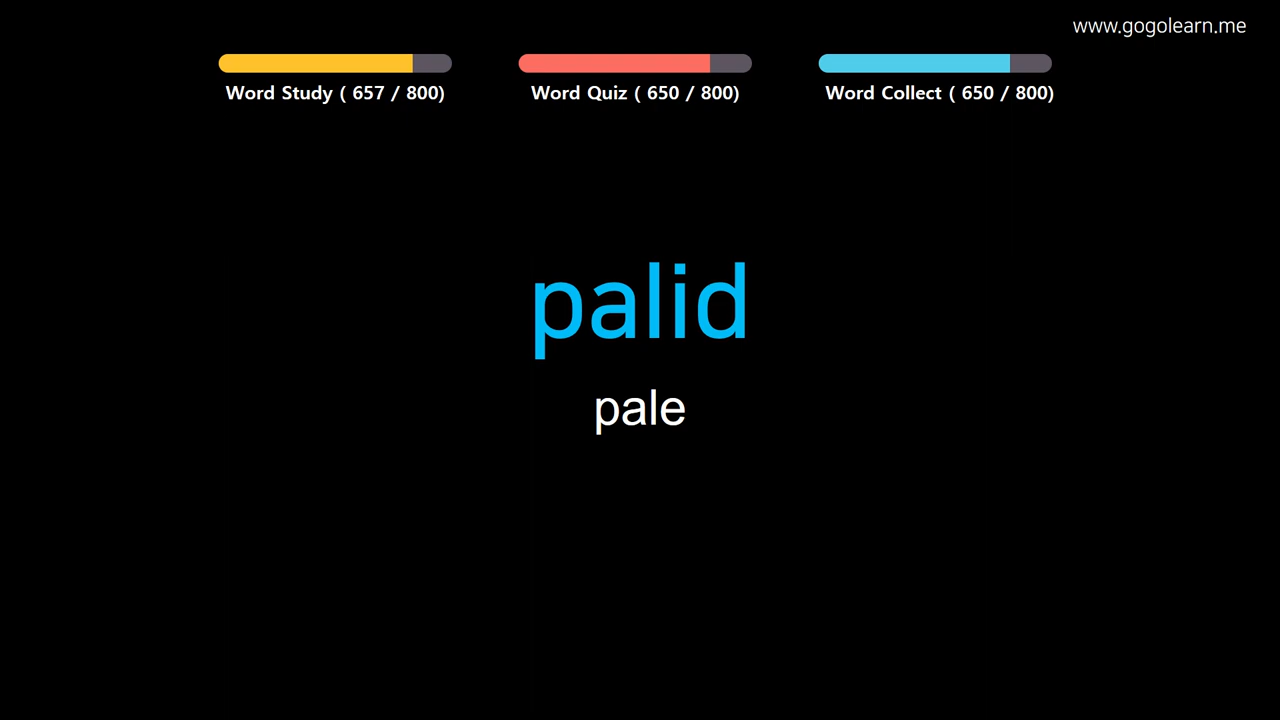 www.gogolearn.me
Word Study ( 657 / 800)
Word Quiz ( 650 / 800)
Word Collect ( 650 / 800)
palid
pale